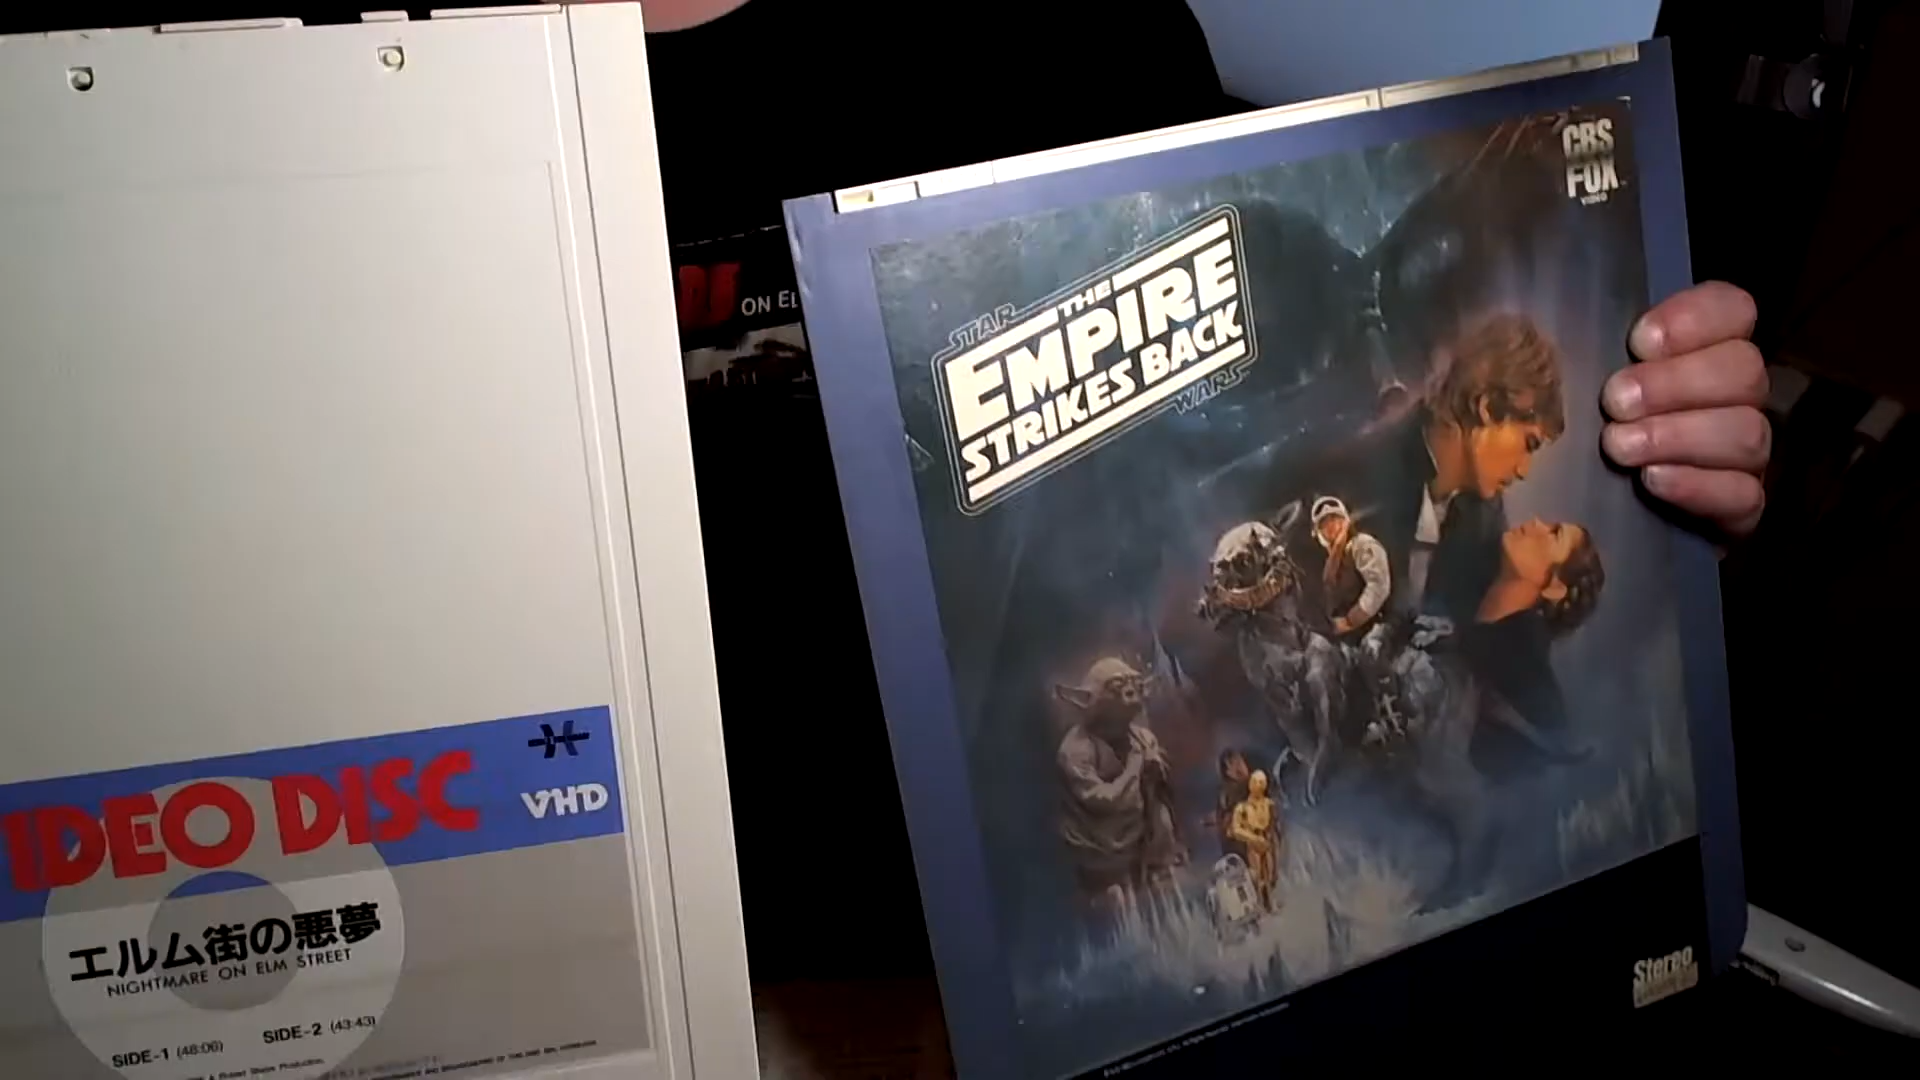 IDEO DISC
VHD
エルム街の悪夢
NIGHTMARE ON ELM STREET
SIDE-1 (48:06)
SIDE-2 (43:43)
ON EL
CBS
FOX
VIDEO
STAR
THE
EMPIRE
STRIKES BACK
WARS
Stereo